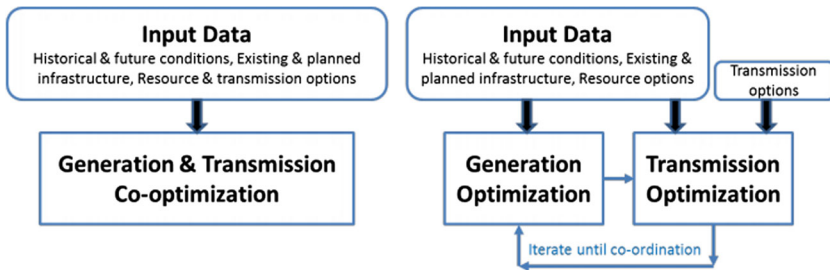 Input Data
Historical & future conditions, Existing & planned
infrastructure, Resource & transmission options
Generation & Transmission
Co-optimization
Input Data
Historical & future conditions, Existing &
planned infrastructure, Resource options
Transmission
options
Generation
Optimization
Transmission
Optimization
Iterate until co-ordination